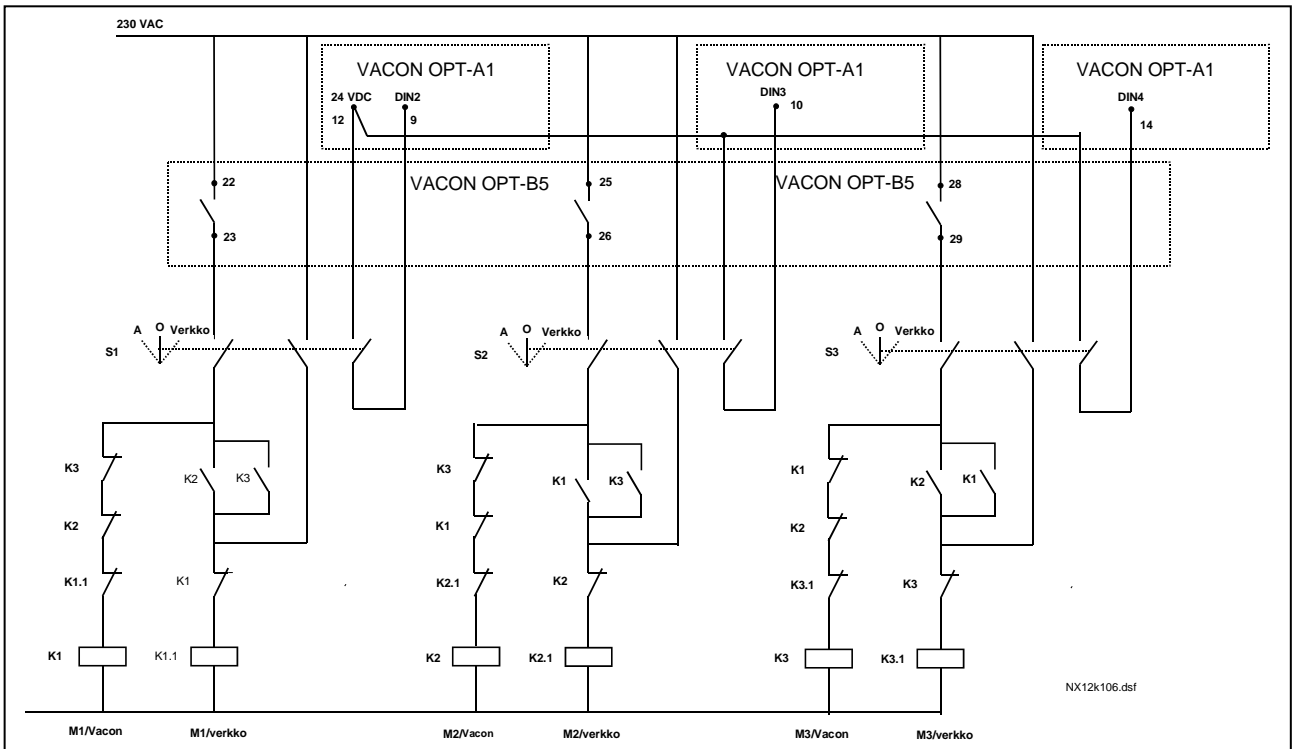 230 VAC
VACON OPT-A1
VACON OPT-A1
VACON OPT-A1
24 VDC
DIN2
DIN3
DIN4
12
9
10
14
22
VACON OPT-B5
25
VACON OPT-B5
28
23
26
29
A O Verkko
A O Verkko
A O Verkko
S1
S2
S3
K3
K2
K3
K3
K1
K3
K1
K2
K1
K2
K1
K2
K1.1
K1
K2.1
K2
K3.1
K3
K1
K1.1
K2
K2.1
K3
K3.1
NX12k106.dsf
M1/Vacon
M1/verkko
M2/Vacon
M2/verkko
M3/Vacon
M3/verkko